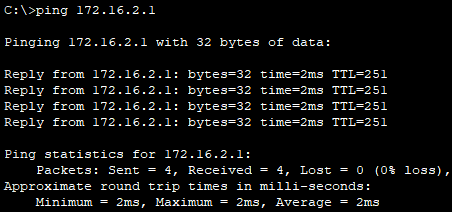 C:\>ping 172.16.2.1
Pinging 172.16.2.1 with 32 bytes of data:
Reply from 172.16.2.1: bytes=32 time=2ms TTL=251
Reply from 172.16.2.1: bytes=32 time=2ms TTL=251
Reply from 172.16.2.1: bytes=32 time=2ms TTL=251
Reply from 172.16.2.1: bytes=32 time=2ms TTL=251
Ping statistics for 172.16.2.1:
    Packets: Sent = 4, Received = 4, Lost = 0 (0% loss),
Approximate round trip times in milli-seconds:
    Minimum = 2ms, Maximum = 2ms, Average = 2ms